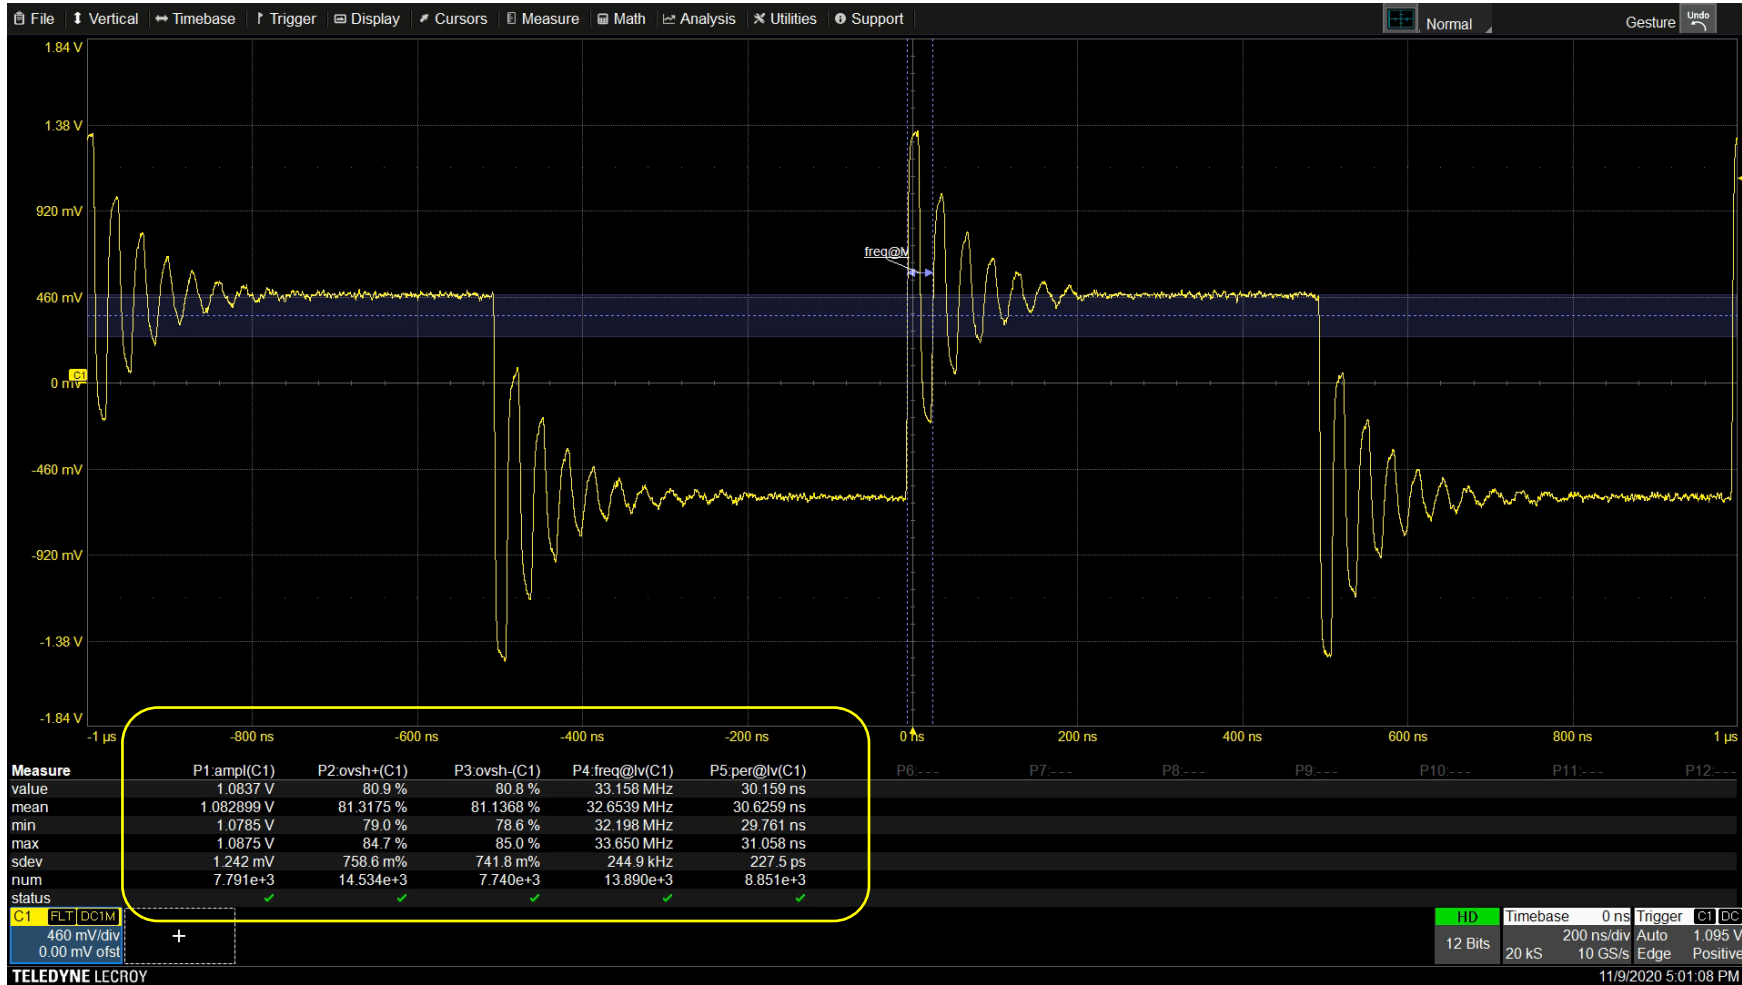 File Vertical Timebase Trigger Display Cursors Measure Math Analysis Utilities Support Normal Gesture Undo
1.84 V
1.38 V
920 mV
freq@M
460 mV
C1
0 mV
-460 mV
-920 mV
-1.38 V
-1.84 V
-1 µs -800 ns -600 ns -400 ns -200 ns 0 ns 200 ns 400 ns 600 ns 800 ns 1 µs
Measure P1:ampl(C1) P2:ovsh+(C1) P3:ovsh-(C1) P4:freq@lv(C1) P5:per@lv(C1) P6:- - - P7:- - - P8:- - - P9:- - - P10:- - - P11:- - - P12:- - -
value 1.0837 V 80.9 % 80.8 % 33.158 MHz 30.159 ns
mean 1.082899 V 81.3175 % 81.1368 % 32.6539 MHz 30.6259 ns
min 1.0785 V 79.0 % 78.6 % 32.198 MHz 29.761 ns
max 1.0875 V 84.7 % 85.0 % 33.650 MHz 31.058 ns
sdev 1.242 mV 758.6 m% 741.8 m% 244.9 kHz 227.5 ps
num 7.791e+3 14.534e+3 7.740e+3 13.890e+3 8.851e+3
status
C1 FLT DC1M HD Timebase 0 ns Trigger C1 DC
460 mV/div 12 Bits 200 ns/div Auto 1.095 V
0.00 mV ofst 20 kS 10 GS/s Edge Positive
TELEDYNE LECROY 11/9/2020 5:01:08 PM